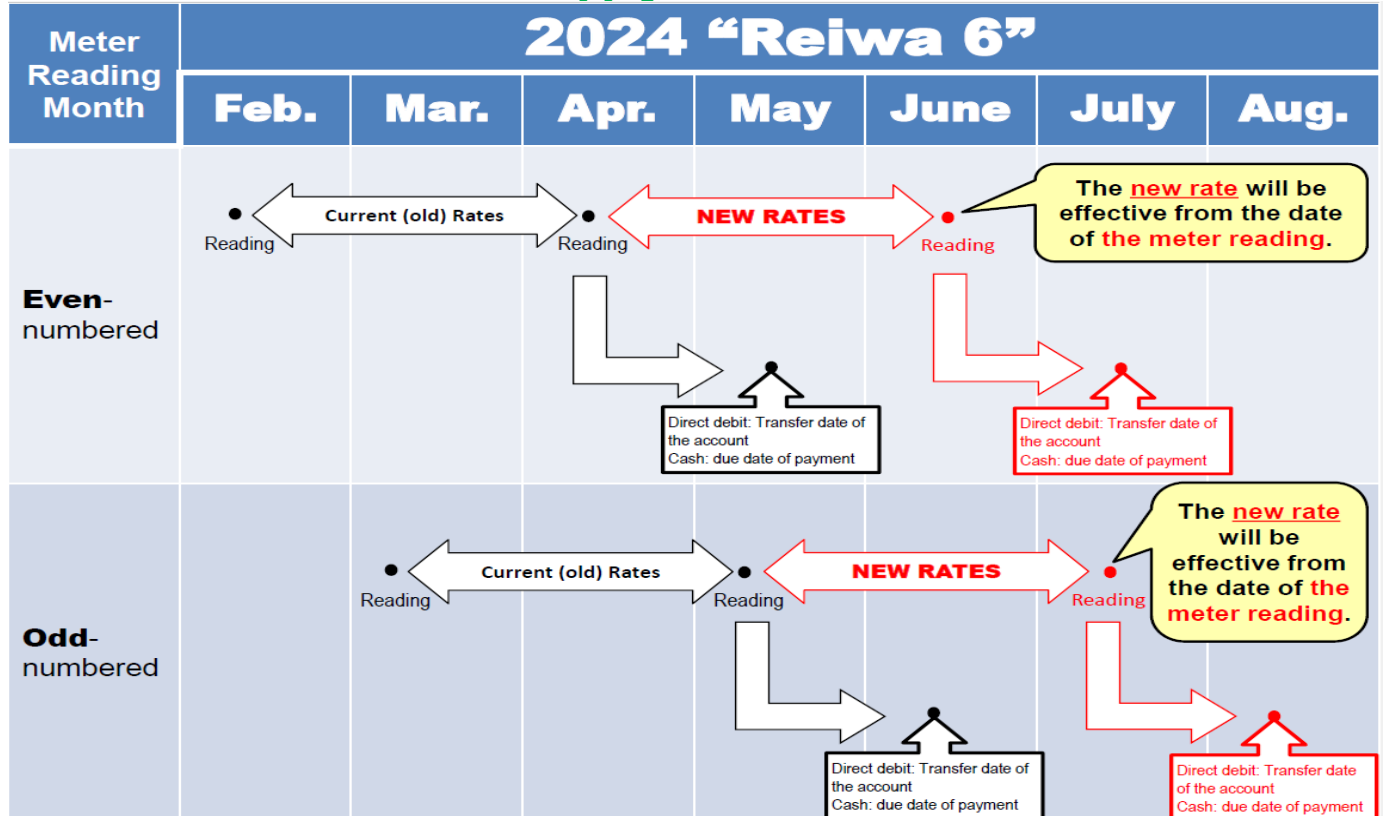 Meter
Reading
Month
2024 “Reiwa 6”
Feb.
Mar.
Apr.
May
June
July
Aug.
Even-
numbered
Reading
Current (old) Rates
Reading
NEW RATES
Reading
The new rate will be
effective from the date
of the meter reading.
Direct debit: Transfer date of
the account
Cash: due date of payment
Direct debit: Transfer date of
the account
Cash: due date of payment
Odd-
numbered
Reading
Current (old) Rates
Reading
NEW RATES
Reading
The new rate
will be
effective from
the date of the
meter reading.
Direct debit: Transfer date of
the account
Cash: due date of payment
Direct debit: Transfer date
of the account
Cash: due date of payment